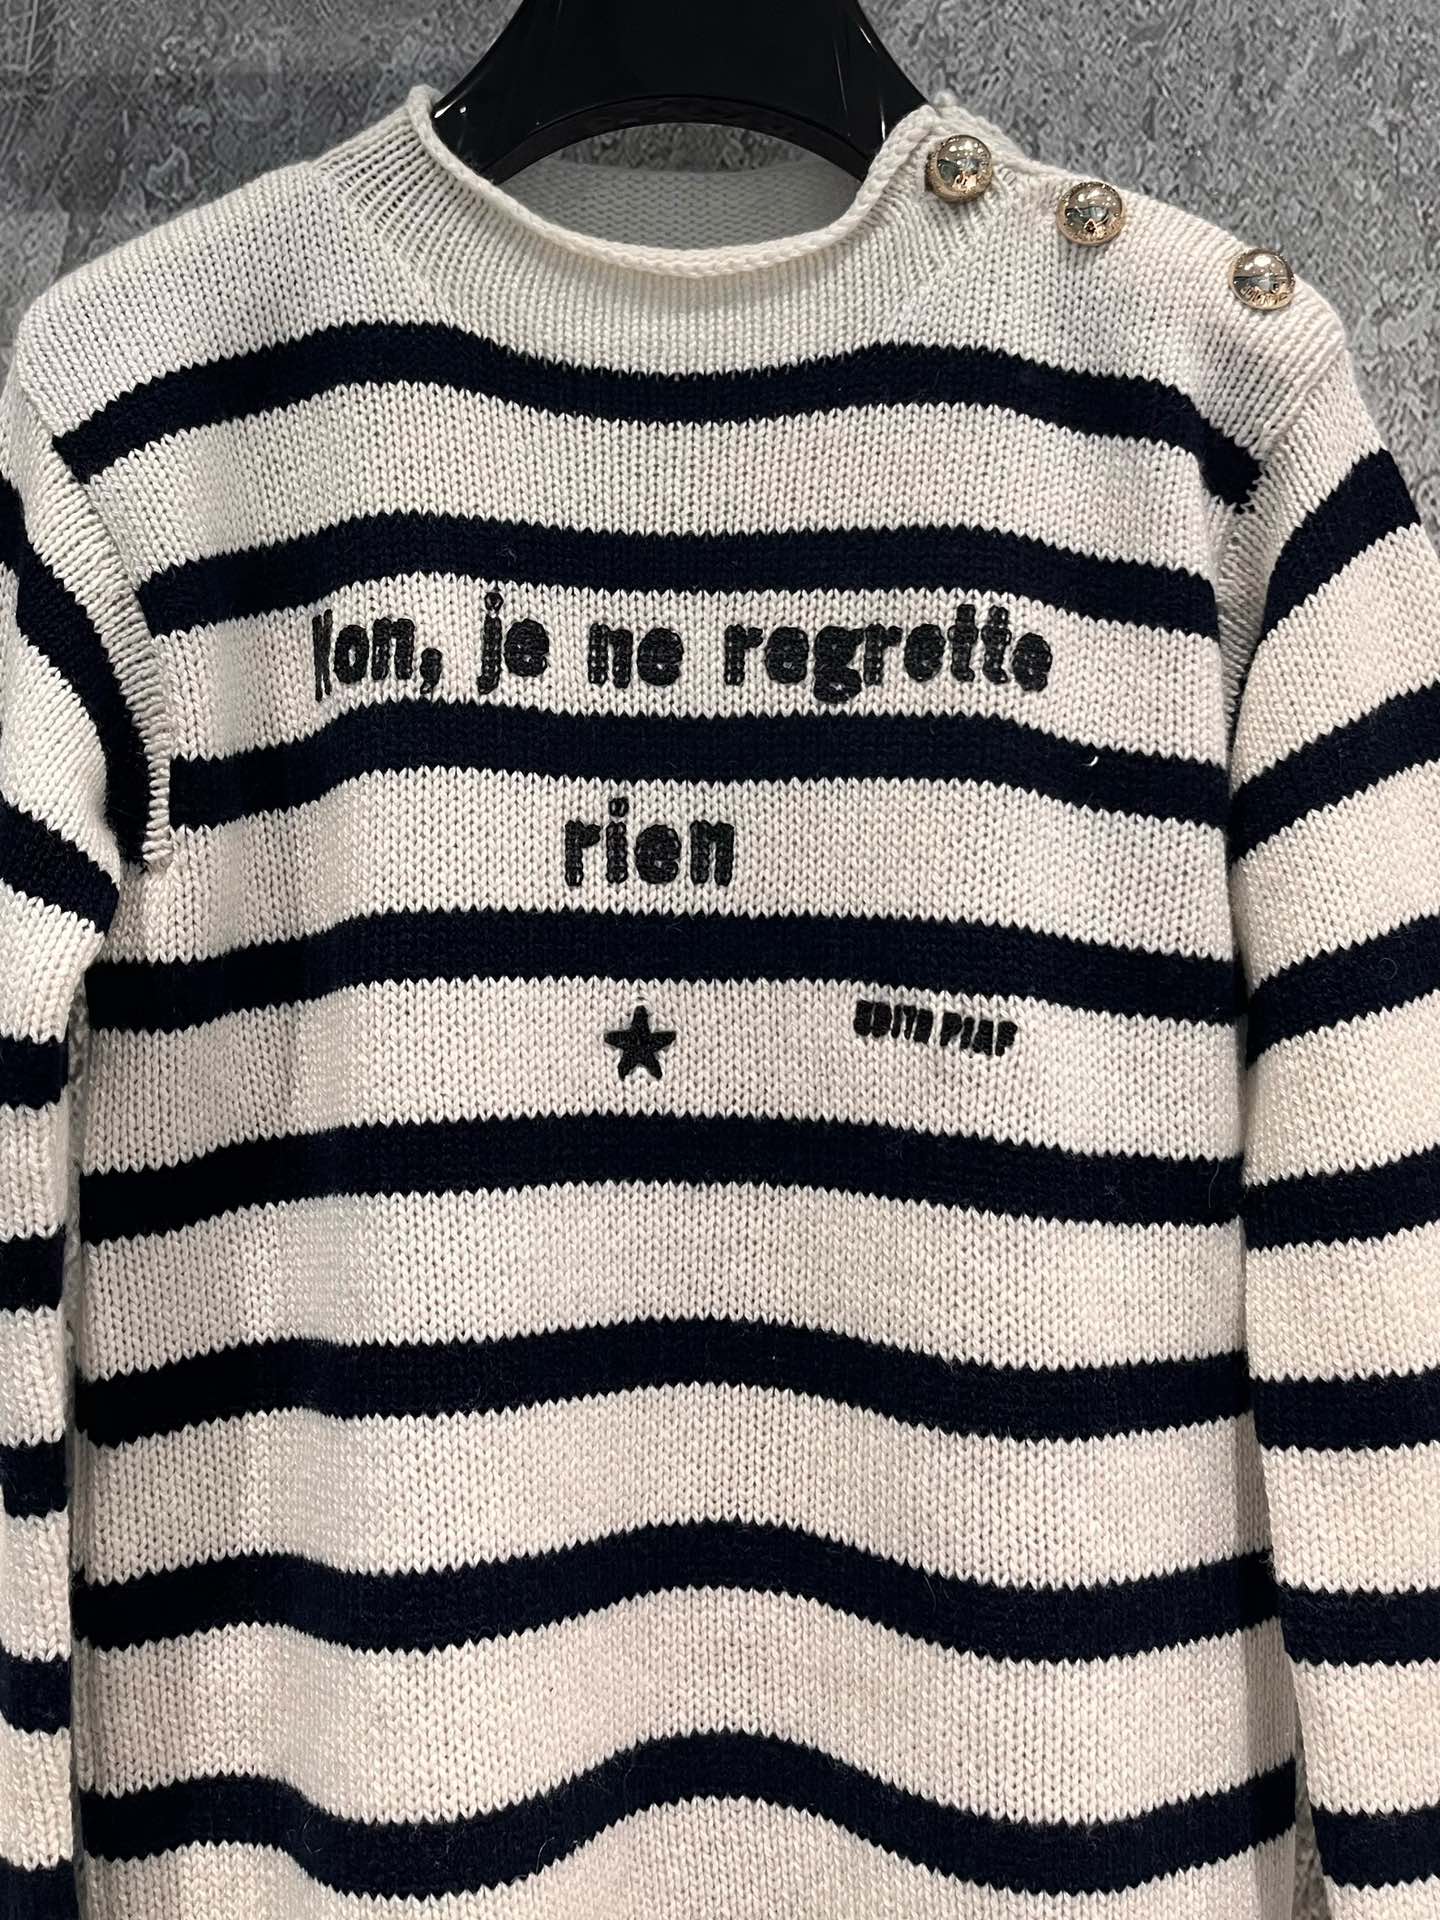 Non, je ne regrette
rien
EDITH PIAF